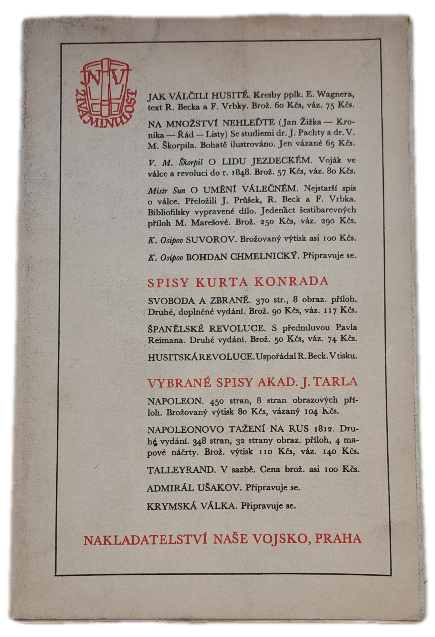 NV
ŽIVÁ MINULOST
JAK VÁLČILI HUSITÉ. Kresby pplk. E. Wagnera,
text R. Becka a F. Vrbky. Brož. 60 Kčs, váz. 75 Kčs.
NA MNOŽSTVÍ NEHLEĎTE (Jan Žižka — Kro-
nika — Řád — Listy) Se studiemi dr. J. Pachty a dr. V.
M. Škorpila. Bohatě ilustrováno. Jen vázané 65 Kčs.
V. M. Škorpil O LIDU JEZDECKÉM. Voják ve
válce a revoluci do r. 1848. Brož. 57 Kčs, váz. 80 Kčs.
Mistr Sun O UMĚNÍ VÁLEČNÉM. Nejstarší spis
o válce. Přeložili J. Průšek, R. Beck a F. Vrbka.
Bibliofilsky vypravené dílo. Jedenáct šestibarevných
příloh M. Marešové. Brož. 250 Kčs, váz. 290 Kčs.
K. Osipov SUVOROV. Brožovaný výtisk asi 100 Kčs.
K. Osipov BOHDAN CHMELNICKÝ. Připravuje se.
SPISY KURTA KONRADA
SVOBODA A ZBRANĚ. 370 str., 8 obraz. příloh.
Druhé, doplněné vydání. Brož. 90 Kčs, váz. 117 Kčs.
ŠPANĚLSKÉ REVOLUCE. S předmluvou Pavla
Reimana. Druhé vydání. Brož. 50 Kčs, váz. 74 Kčs.
HUSITSKÁ REVOLUCE. Uspořádal R. Beck. V tisku.
VYBRANÉ SPISY AKAD. J. TARLA
NAPOLEON. 450 stran, 8 stran obrazových pří-
loh. Brožovaný výtisk 80 Kčs, vázaný 104 Kčs.
NAPOLEONOVO TAŽENÍ NA RUS 1812. Dru-
hé vydání. 348 stran, 32 strany obraz. příloh, 4 ma-
pové náčrty. Brož. výtisk 110 Kčs, váz. 140 Kčs.
TALLEYRAND. V sazbě. Cena brož. asi 100 Kčs.
ADMIRÁL UŠAKOV. Připravuje se.
KRYMSKÁ VÁLKA. Připravuje se.
NAKLADATELSTVÍ NAŠE VOJSKO, PRAHA